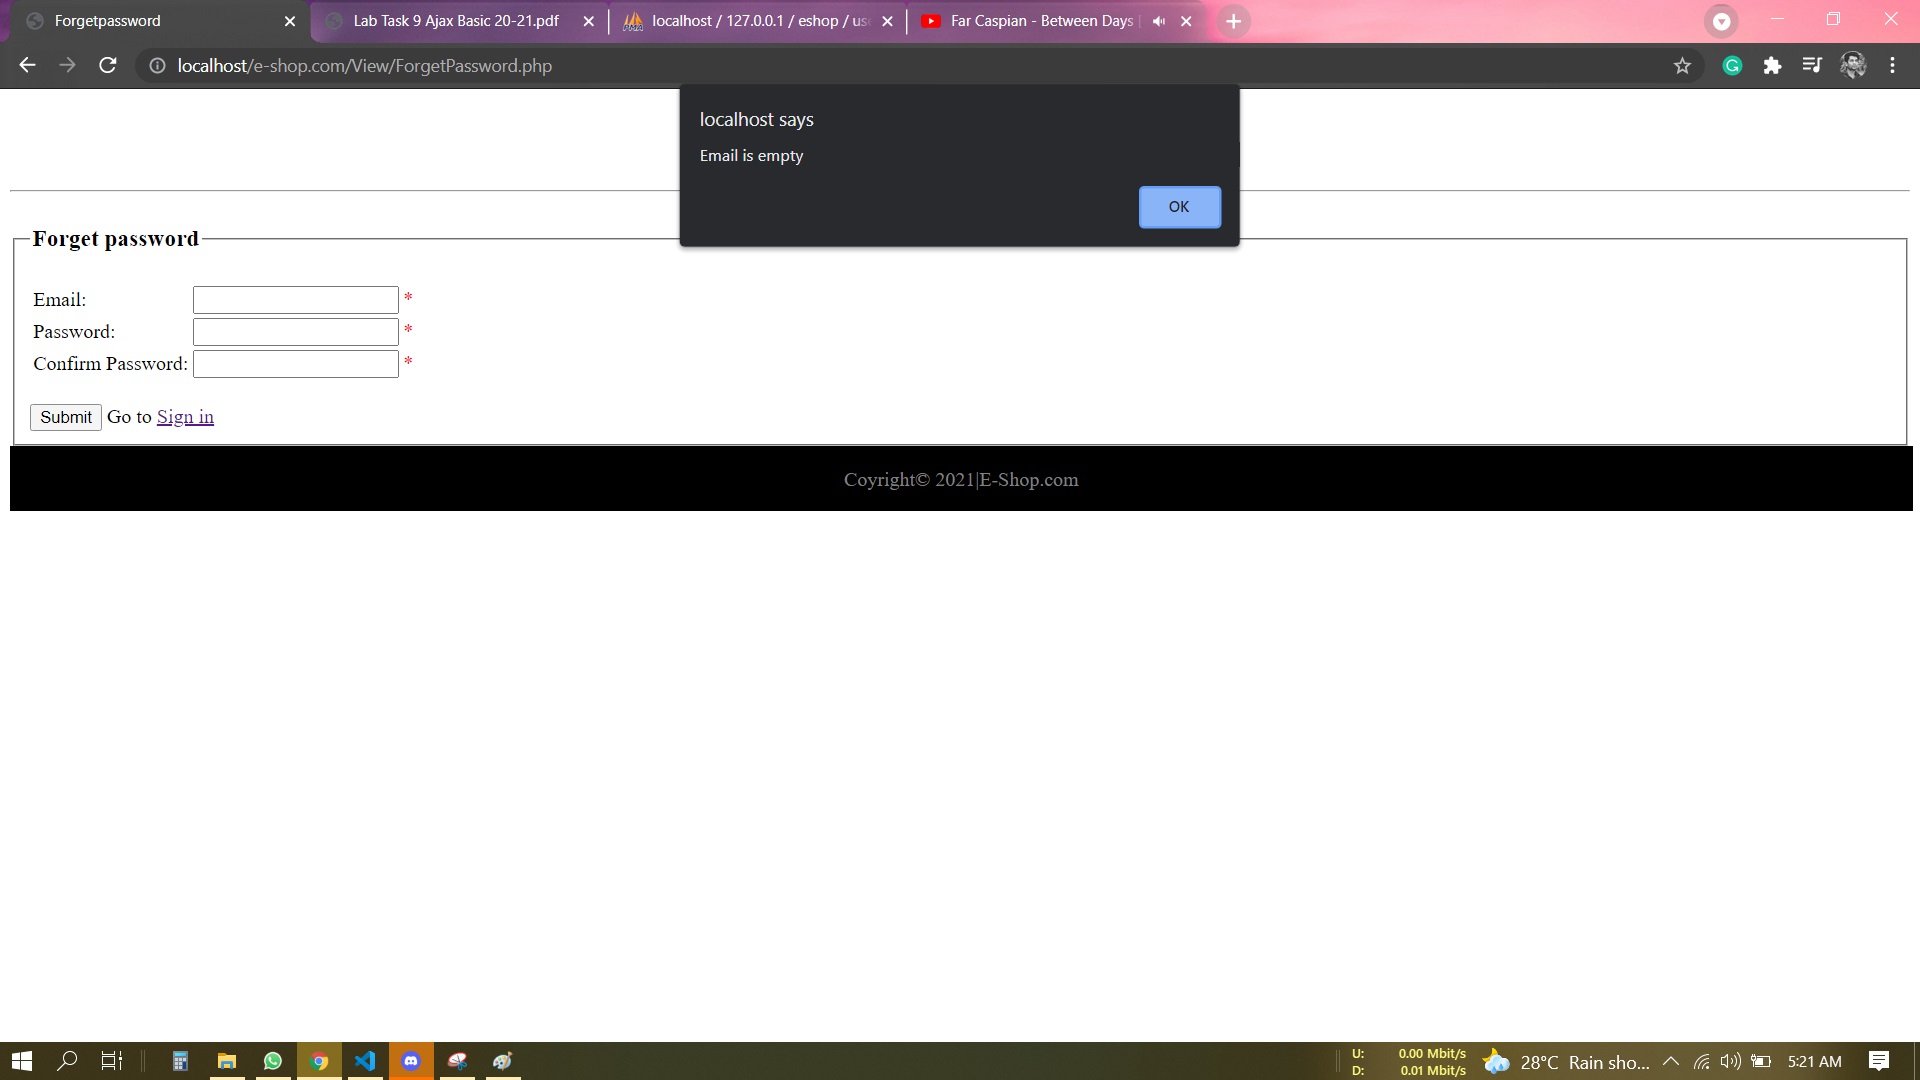 Forgetpassword
Lab Task 9 Ajax Basic 20-21.pdf
localhost / 127.0.0.1 / eshop / us
Far Caspian - Between Days |
localhost/e-shop.com/View/ForgetPassword.php
localhost says
Email is empty
OK
Forget password
Email: *
Password: *
Confirm Password: *
Submit Go to Sign in
Coyright© 2021|E-Shop.com
U: 0.00 Mbit/s
D: 0.01 Mbit/s
28°C Rain sho...
5:21 AM